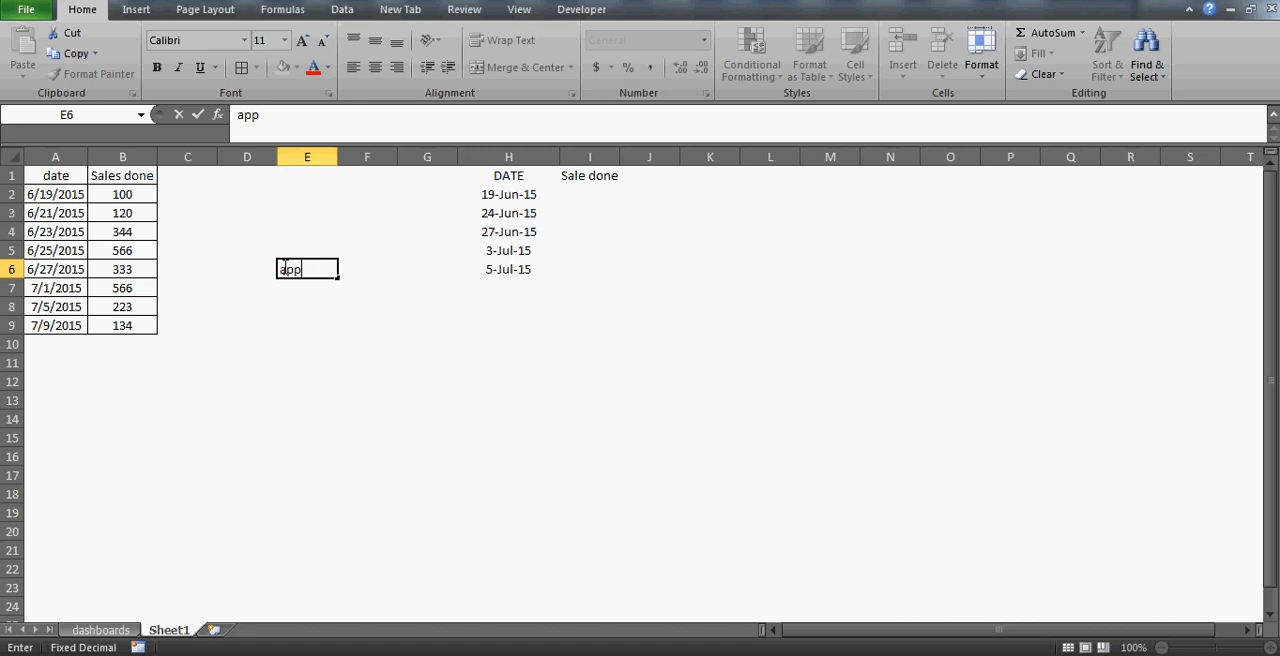 File Home Insert Page Layout Formulas Data New Tab Review View Developer
Paste Cut Copy Format Painter Clipboard
Calibri 11 A A B I U A Font
Wrap Text Merge & Center Alignment
General $ % , Number
Conditional Formatting Format as Table Cell Styles Styles
Insert Delete Format Cells
Σ AutoSum Fill Clear Sort & Filter Find & Select Editing
E6 fx app
A B C D E F G H I J K L M N O P Q R S T
1 date Sales done DATE Sale done
2 6/19/2015 100 19-Jun-15
3 6/21/2015 120 24-Jun-15
4 6/23/2015 344 27-Jun-15
5 6/25/2015 566 3-Jul-15
6 6/27/2015 333 app 5-Jul-15
7 7/1/2015 566
8 7/5/2015 223
9 7/9/2015 134
10
11
12
13
14
15
16
17
18
19
20
21
22
23
24
dashboards Sheet1
Enter Fixed Decimal 100%